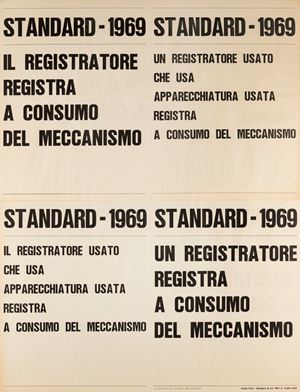 STANDARD - 1969
IL REGISTRATORE
REGISTRA
A CONSUMO
DEL MECCANISMO
STANDARD - 1969
UN REGISTRATORE USATO
CHE USA
APPARECCHIATURA USATA
REGISTRA
A CONSUMO DEL MECCANISMO
STANDARD - 1969
IL REGISTRATORE USATO
CHE USA
APPARECCHIATURA USATA
REGISTRA
A CONSUMO DEL MECCANISMO
STANDARD - 1969
UN REGISTRATORE
REGISTRA
A CONSUMO
DEL MECCANISMO